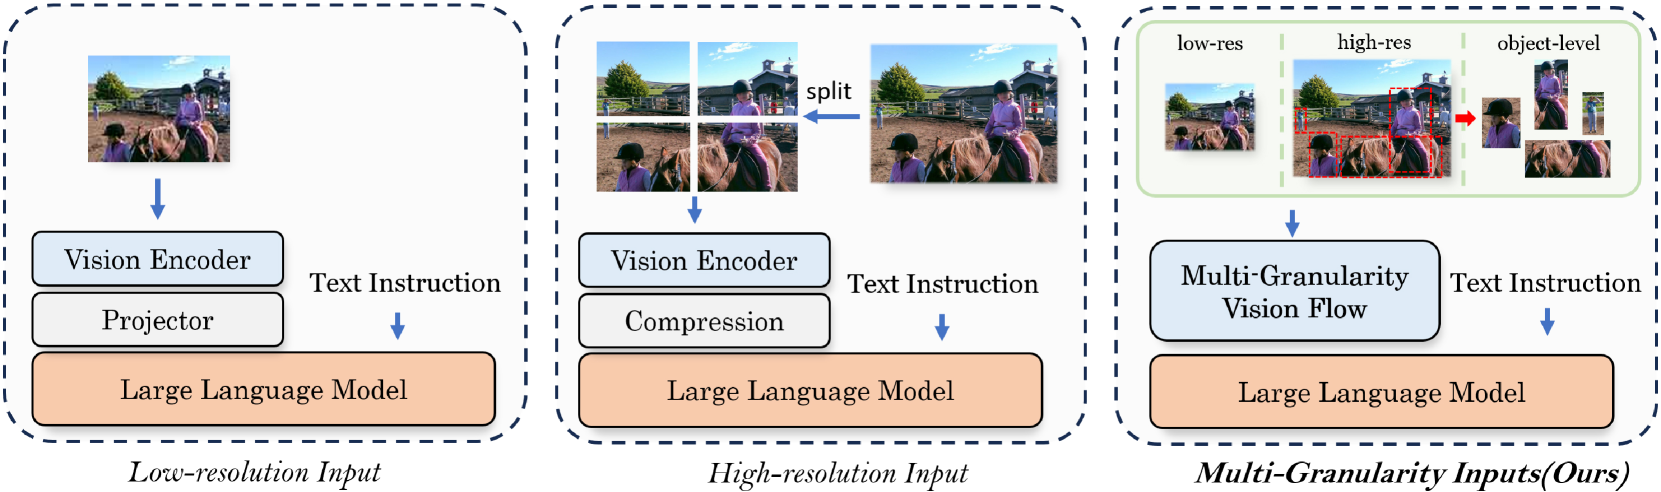 Vision Encoder
Projector
Text Instruction
Large Language Model
Low-resolution Input
split
Vision Encoder
Compression
Text Instruction
Large Language Model
High-resolution Input
low-res
high-res
object-level
Multi-Granularity
Vision Flow
Text Instruction
Large Language Model
Multi-Granularity Inputs(Ours)